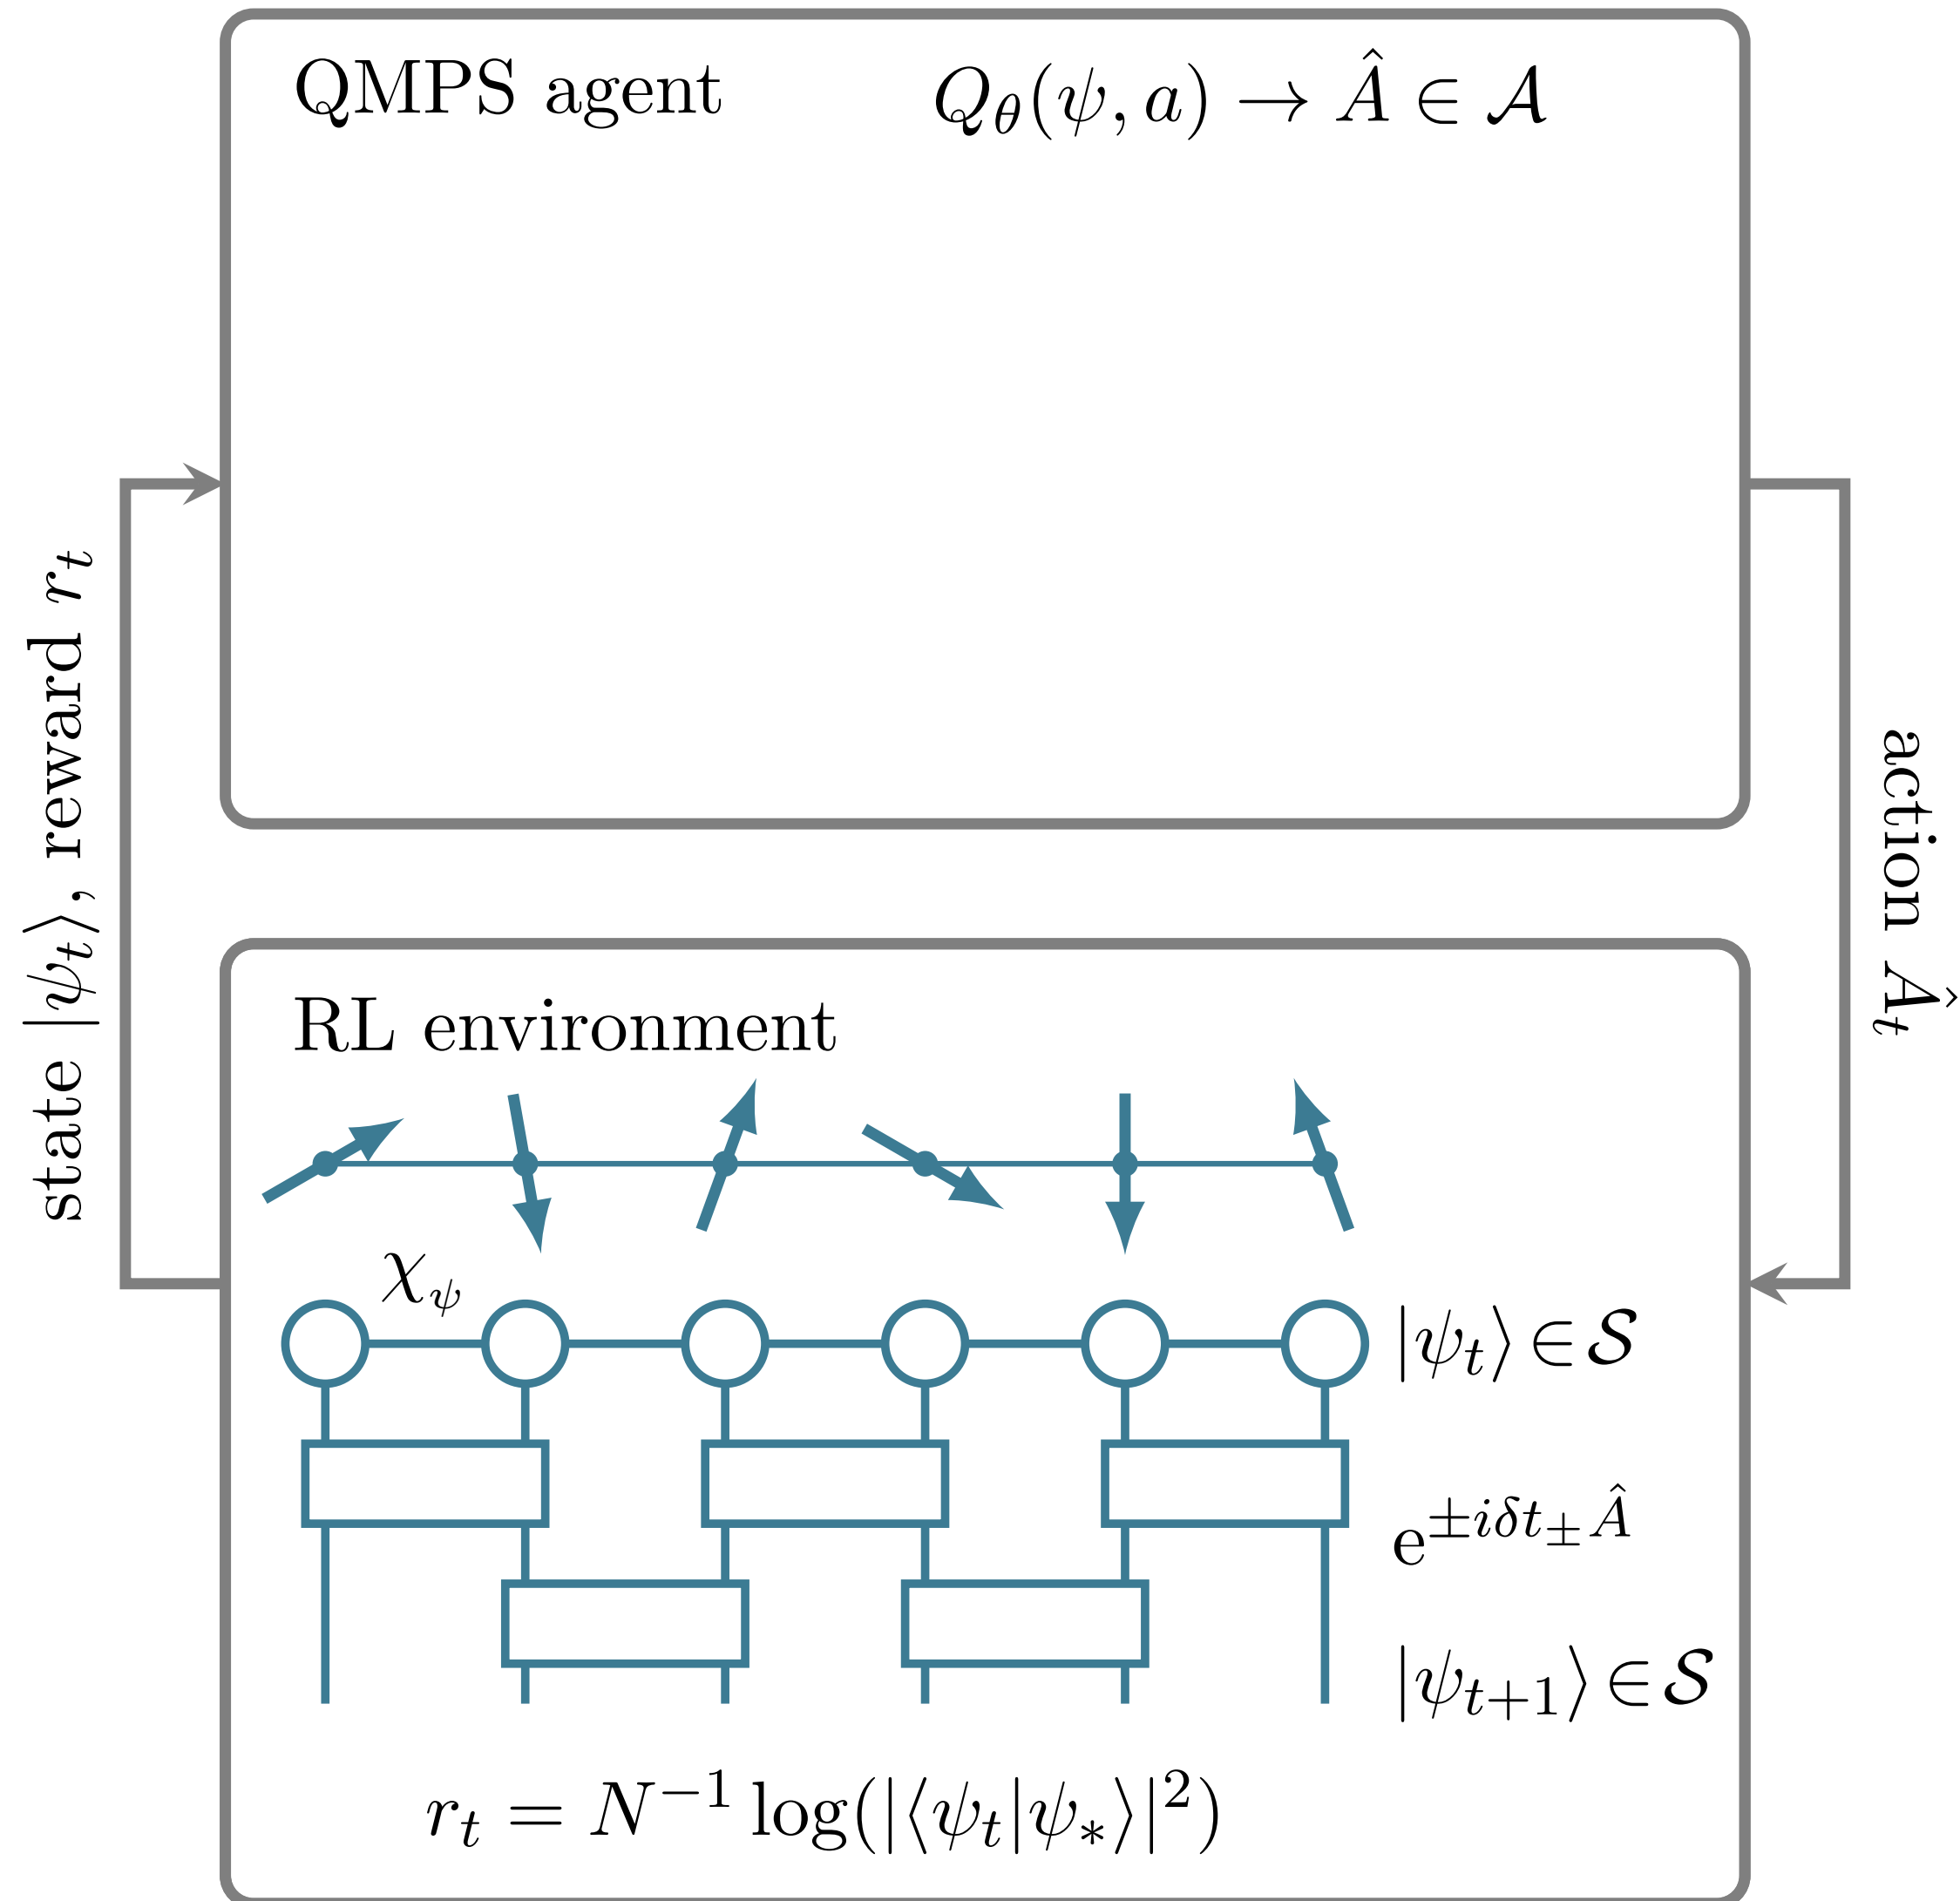 QMPS agent
Q_θ(ψ, a) → Â ∈ 𝒜
state |ψ_t⟩, reward r_t
action Â_t
RL environment
χ_ψ
|ψ_t⟩ ∈ 𝒮
e^{±iδt_± Â}
|ψ_{t+1}⟩ ∈ 𝒮
r_t = N^{−1} log(|⟨ψ_t|ψ_*⟩|^2)